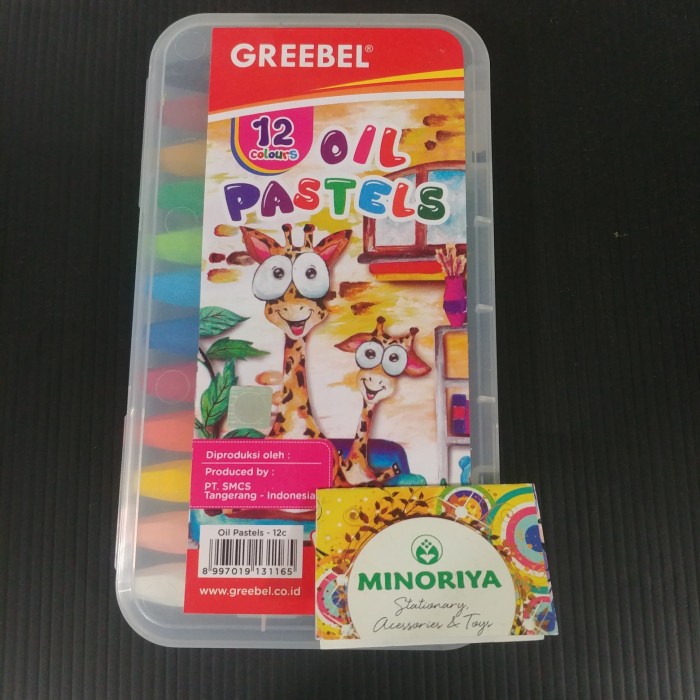 GREEBEL®
12
colours
OIL
PASTELS
Diproduksi oleh :
Produced by :
PT. SMCS
Tangerang - Indonesia
Oil Pastels - 12c
8 997019 131165
www.greebel.co.id
MINORIYA
Stationary,
Acessories & Toys